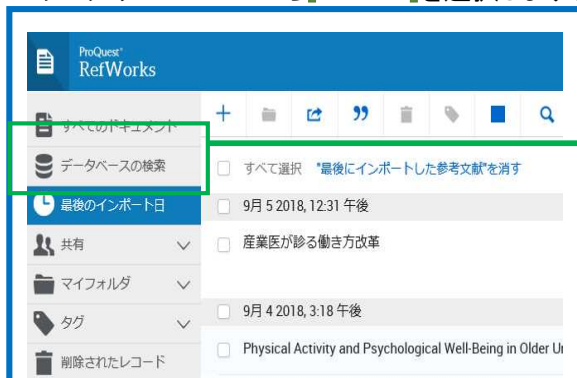 ProQuest®
RefWorks
すべてのドキュメント
データベースの検索
すべて選択 "最後にインポートした参考文献"を消す
最後のインポート日
9月 5 2018, 12:31 午後
共有
産業医が診る働き方改革
マイフォルダ
タグ
9月 4 2018, 3:18 午後
削除されたレコード
Physical Activity and Psychological Well-Being in Older